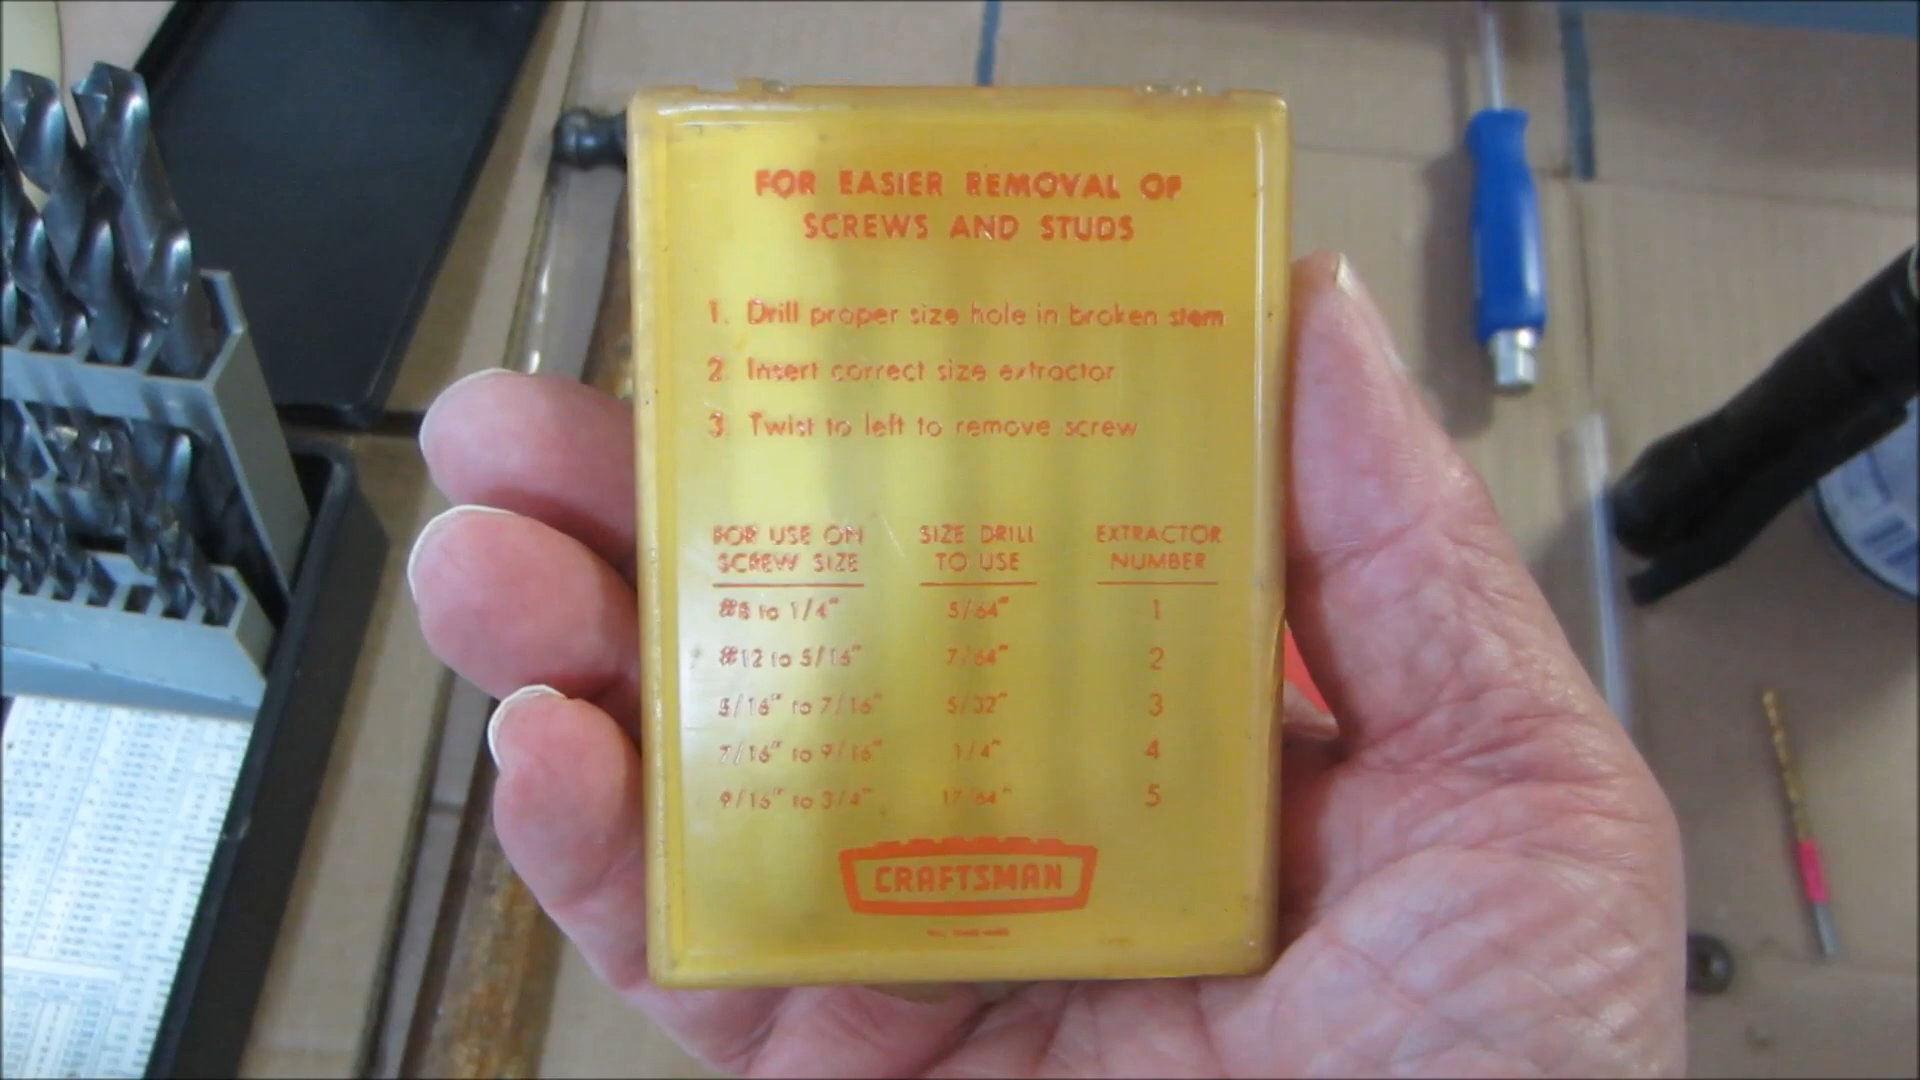 FOR EASIER REMOVAL OF
SCREWS AND STUDS
1. Drill proper size hole in broken stem
2 Insert correct size extractor
3. Twist to left to remove screw
FOR USE ON SCREW SIZE SIZE DRILL TO USE EXTRACTOR NUMBER
#8 to 1/4" 5/64" 1
#12 to 5/16" 7/64" 2
5/16" to 7/16" 5/32" 3
7/16" to 9/16" 1/4" 4
9/16" to 3/4" 17/64" 5
CRAFTSMAN